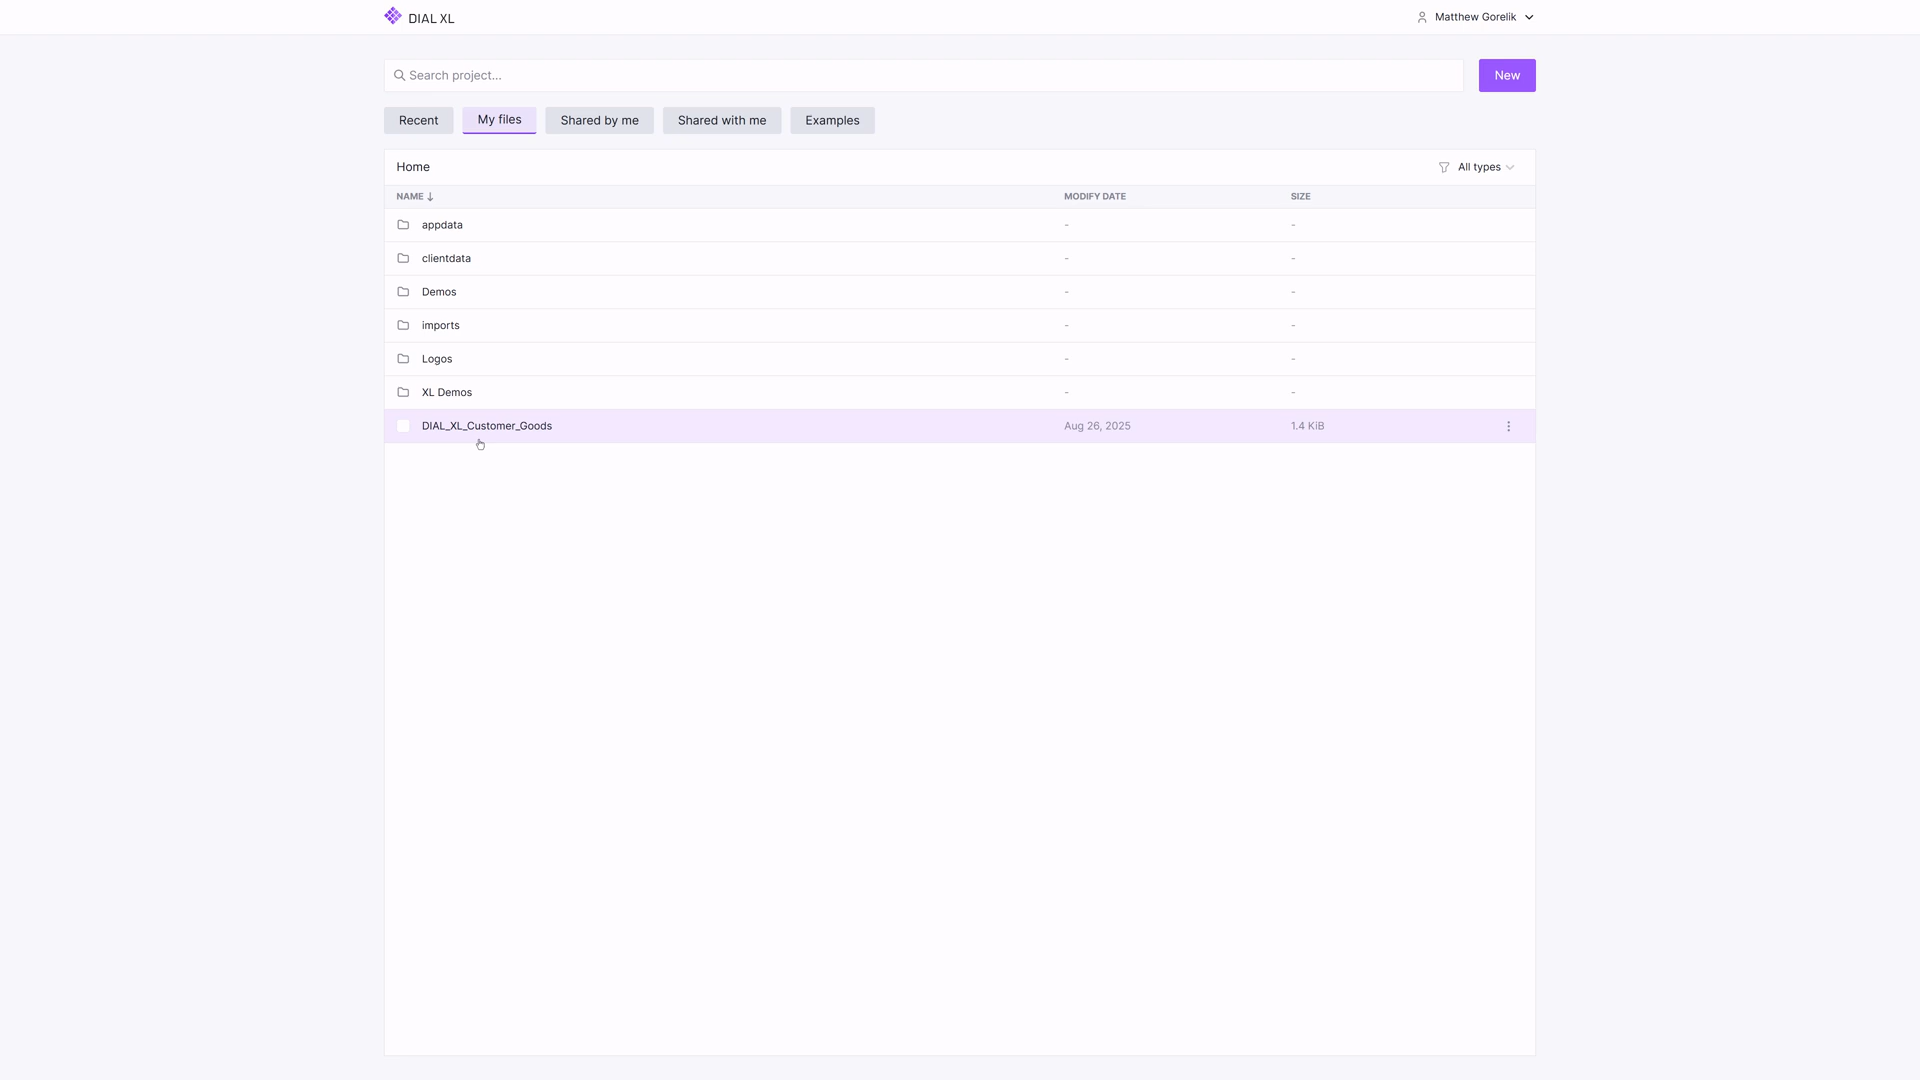 DIAL XL
Matthew Gorelik
Search project...
New
Recent
My files
Shared by me
Shared with me
Examples
Home
All types
NAME
MODIFY DATE
SIZE
appdata - -
clientdata - -
Demos - -
imports - -
Logos - -
XL Demos - -
DIAL_XL_Customer_Goods Aug 26, 2025 1.4 KiB